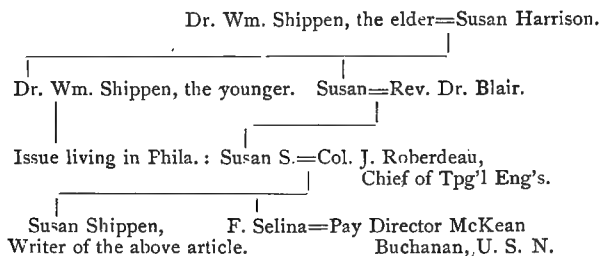 Dr. Wm. Shippen, the elder=Susan Harrison.
Dr. Wm. Shippen, the younger. Susan=Rev. Dr. Blair.
Issue living in Phila.: Susan S.=Col. J. Roberdeau,
Chief of Tpg'l Eng's.
Susan Shippen, F. Selina=Pay Director McKean
Writer of the above article. Buchanan, U. S. N.